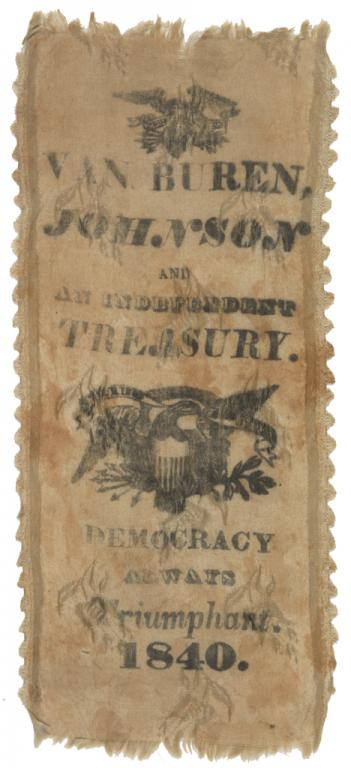 VAN BUREN,
JOHNSON
AND
AN INDEPENDENT
TREASURY.
DEMOCRACY
ALWAYS
Triumphant.
1840.